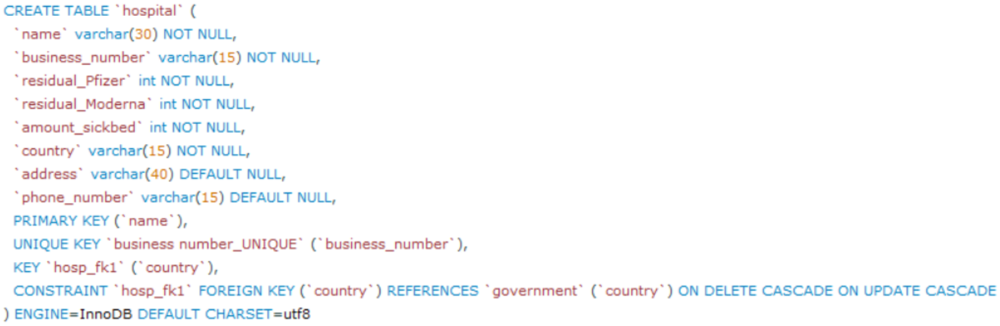 CREATE TABLE `hospital` (
`name` varchar(30) NOT NULL,
`business_number` varchar(15) NOT NULL,
`residual_Pfizer` int NOT NULL,
`residual_Moderna` int NOT NULL,
`amount_sickbed` int NOT NULL,
`country` varchar(15) NOT NULL,
`address` varchar(40) DEFAULT NULL,
`phone_number` varchar(15) DEFAULT NULL,
PRIMARY KEY (`name`),
UNIQUE KEY `business number_UNIQUE` (`business_number`),
KEY `hosp_fk1` (`country`),
CONSTRAINT `hosp_fk1` FOREIGN KEY (`country`) REFERENCES `government` (`country`) ON DELETE CASCADE ON UPDATE CASCADE
) ENGINE=InnoDB DEFAULT CHARSET=utf8